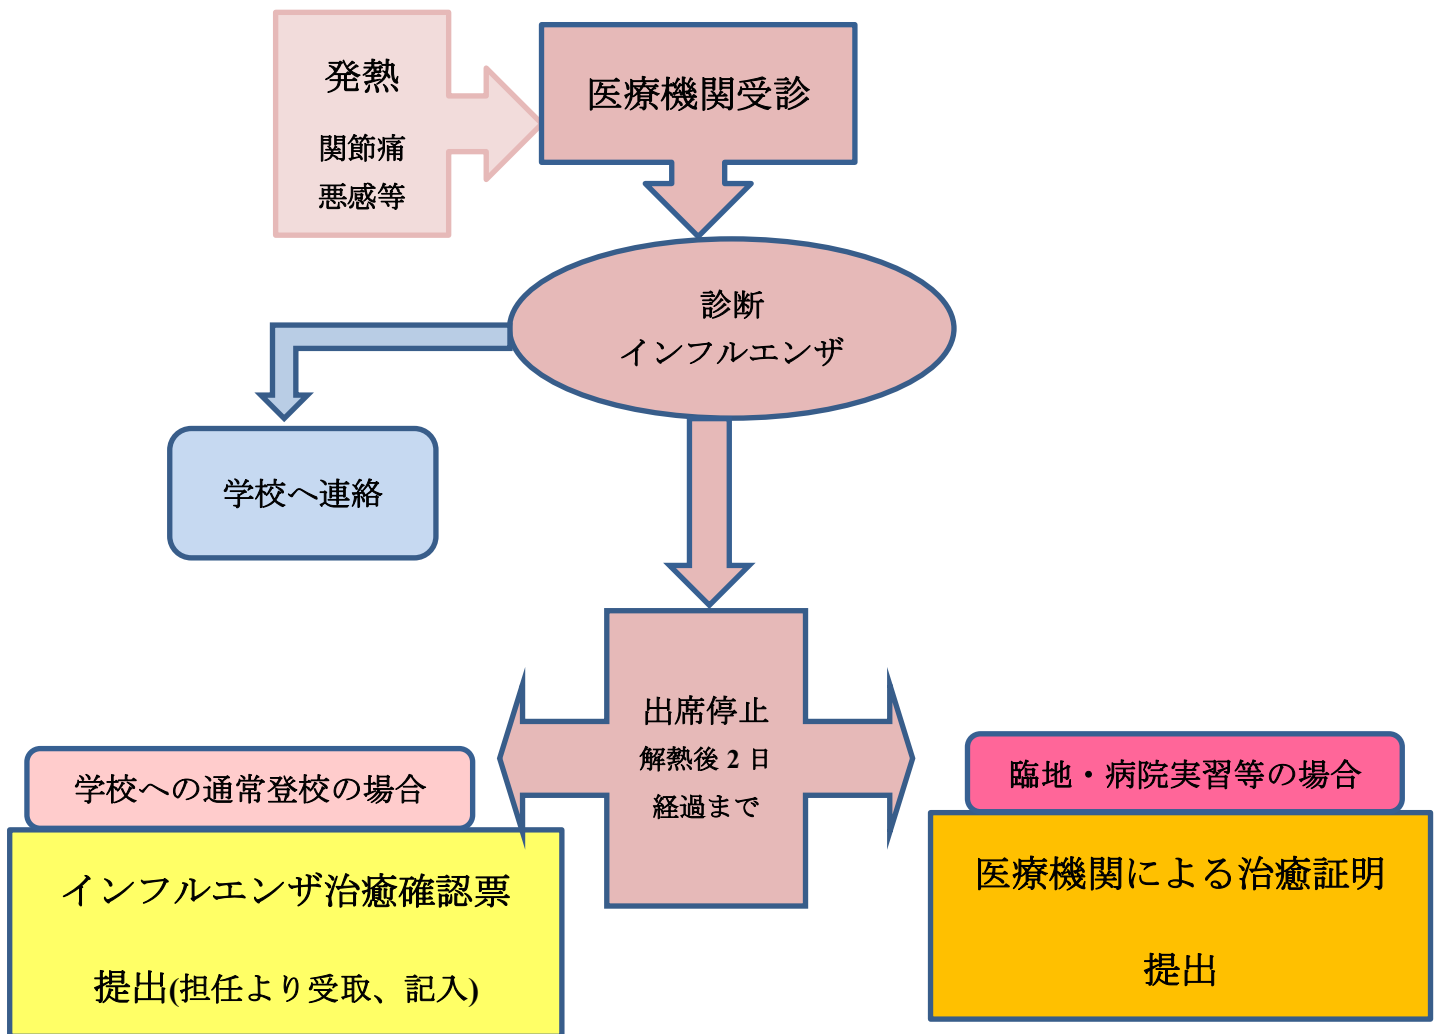 発熱
関節痛
悪感等
医療機関受診
診断
インフルエンザ
学校へ連絡
出席停止
解熱後 2 日
経過まで
学校への通常登校の場合
インフルエンザ治癒確認票
提出(担任より受取、記入)
臨地・病院実習等の場合
医療機関による治癒証明
提出